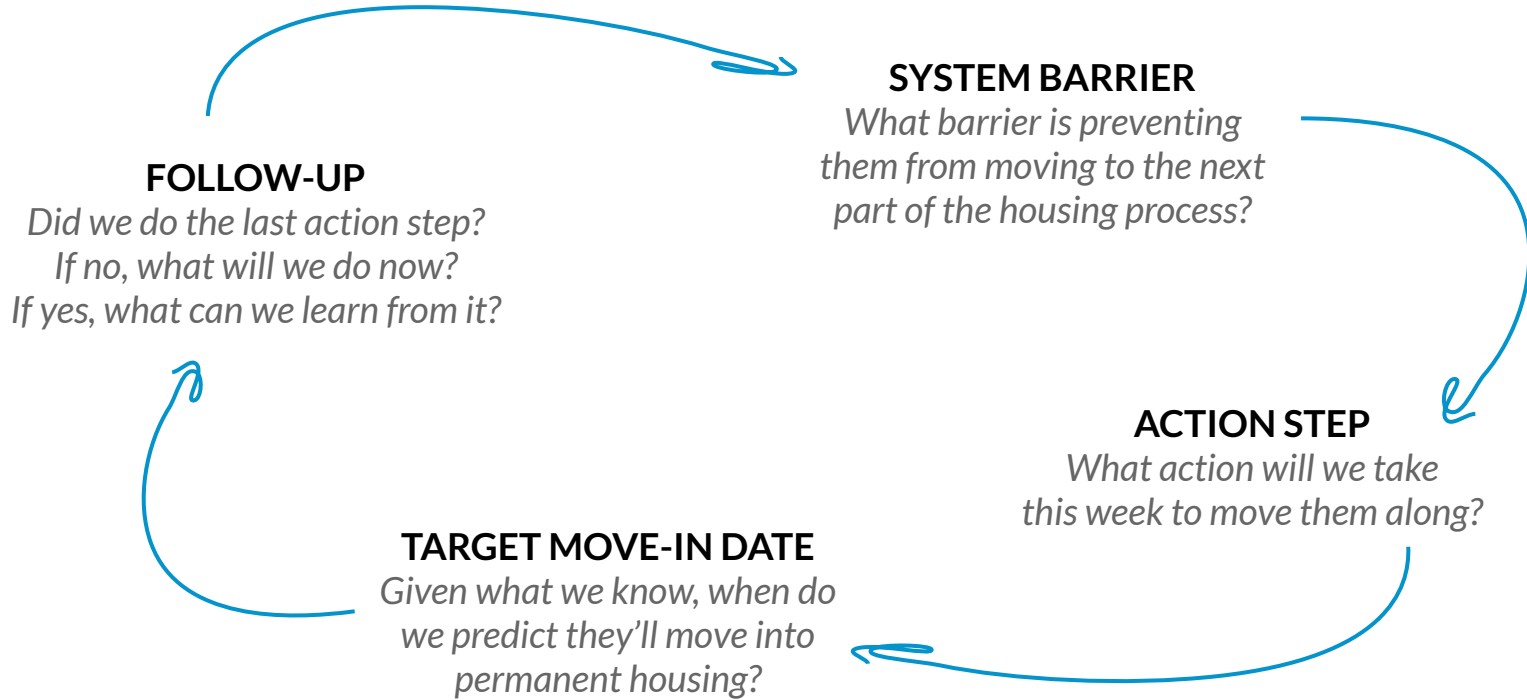 SYSTEM BARRIER
What barrier is preventing
them from moving to the next
part of the housing process?
ACTION STEP
What action will we take
this week to move them along?
TARGET MOVE-IN DATE
Given what we know, when do
we predict they’ll move into
permanent housing?
FOLLOW-UP
Did we do the last action step?
If no, what will we do now?
If yes, what can we learn from it?